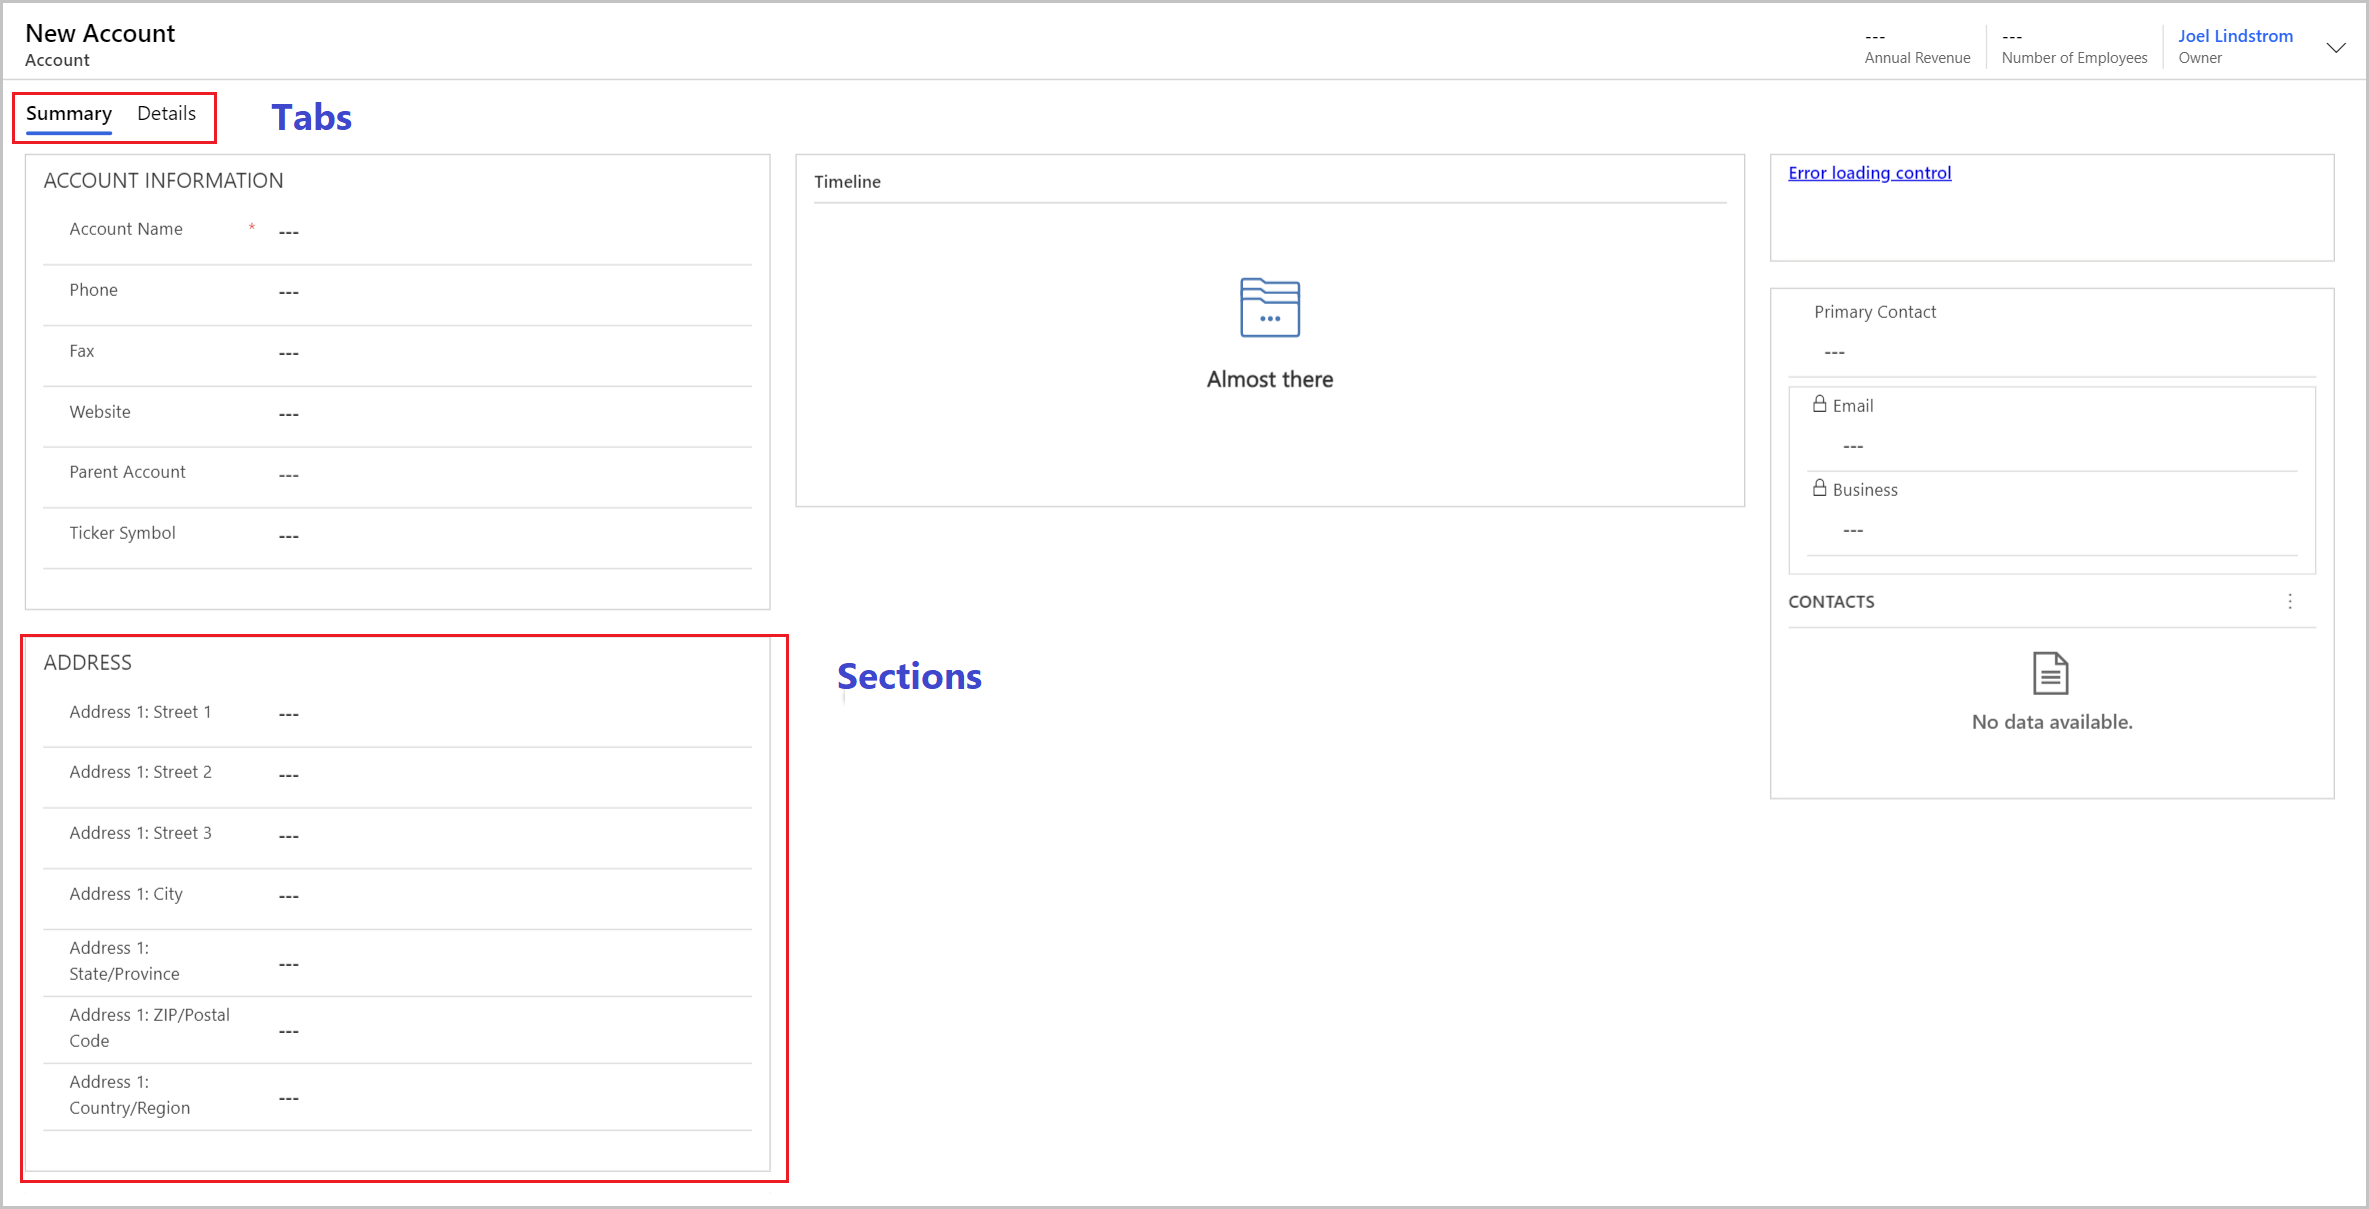 New Account
Account
---
Annual Revenue
---
Number of Employees
Joel Lindstrom
Owner
Summary Details
Tabs
ACCOUNT INFORMATION
Account Name * ---
Phone ---
Fax ---
Website ---
Parent Account ---
Ticker Symbol ---
Timeline
Almost there
Error loading control
Primary Contact
---
Email
---
Business
---
CONTACTS
No data available.
ADDRESS
Address 1: Street 1 ---
Address 1: Street 2 ---
Address 1: Street 3 ---
Address 1: City ---
Address 1:
State/Province ---
Address 1: ZIP/Postal
Code ---
Address 1:
Country/Region ---
Sections